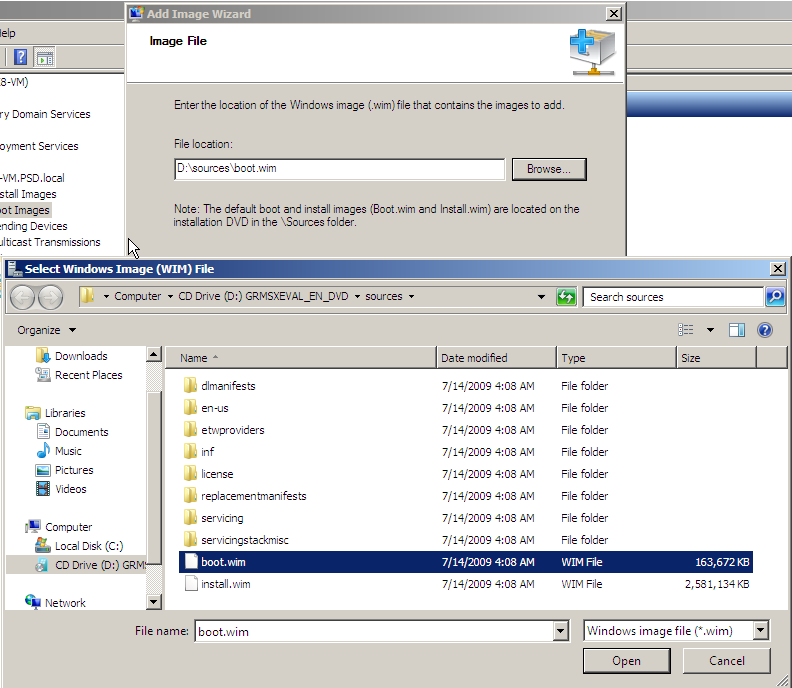 Add Image Wizard
elp
Image File
8-VM)
Enter the location of the Windows image (.wim) file that contains the images to add.
ry Domain Services
File location:
oyment Services
D:\sources\boot.wim
Browse...
-VM.PSD.local
stall Images
oot Images
Note: The default boot and install images (Boot.wim and Install.wim) are located on the
installation DVD in the \Sources folder.
ending Devices
ulticast Transmissions
Select Windows Image (WIM) File
Computer CD Drive (D:) GRMSXEVAL_EN_DVD sources
Search sources
Organize
Downloads
Recent Places
Libraries
Documents
Music
Pictures
Videos
Computer
Local Disk (C:)
CD Drive (D:) GRMS
Network
Name Date modified Type Size
dlmanifests 7/14/2009 4:08 AM File folder
en-us 7/14/2009 4:08 AM File folder
etwproviders 7/14/2009 4:08 AM File folder
inf 7/14/2009 4:08 AM File folder
license 7/14/2009 4:08 AM File folder
replacementmanifests 7/14/2009 4:08 AM File folder
servicing 7/14/2009 4:08 AM File folder
servicingstackmisc 7/14/2009 4:08 AM File folder
boot.wim 7/14/2009 4:08 AM WIM File 163,672 KB
install.wim 7/14/2009 4:08 AM WIM File 2,581,134 KB
File name: boot.wim Windows image file (*.wim)
Open Cancel